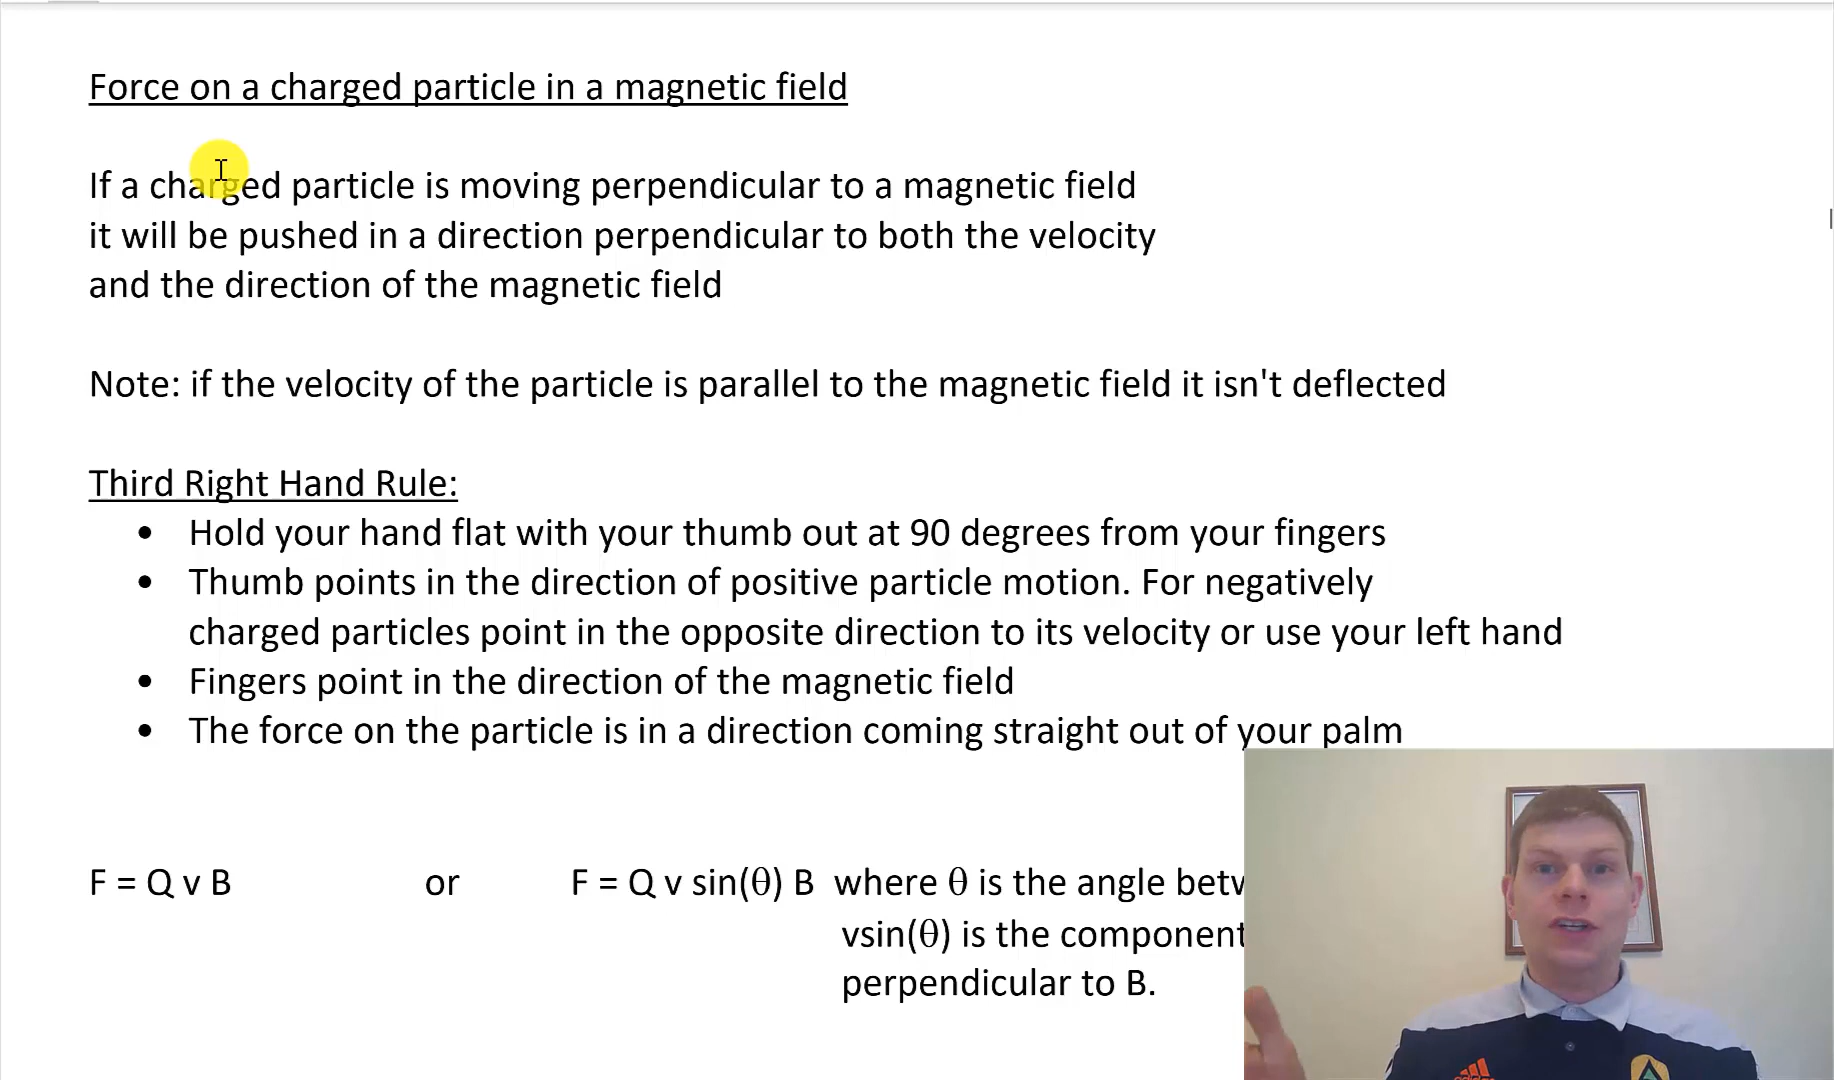 Force on a charged particle in a magnetic field
If a charged particle is moving perpendicular to a magnetic field
it will be pushed in a direction perpendicular to both the velocity
and the direction of the magnetic field
Note: if the velocity of the particle is parallel to the magnetic field it isn't deflected
Third Right Hand Rule:
• Hold your hand flat with your thumb out at 90 degrees from your fingers
• Thumb points in the direction of positive particle motion. For negatively
charged particles point in the opposite direction to its velocity or use your left hand
• Fingers point in the direction of the magnetic field
• The force on the particle is in a direction coming straight out of your palm
F = Q v B or F = Q v sin(θ) B where θ is the angle
vsin(θ) is the component
perpendicular to B.
adidas